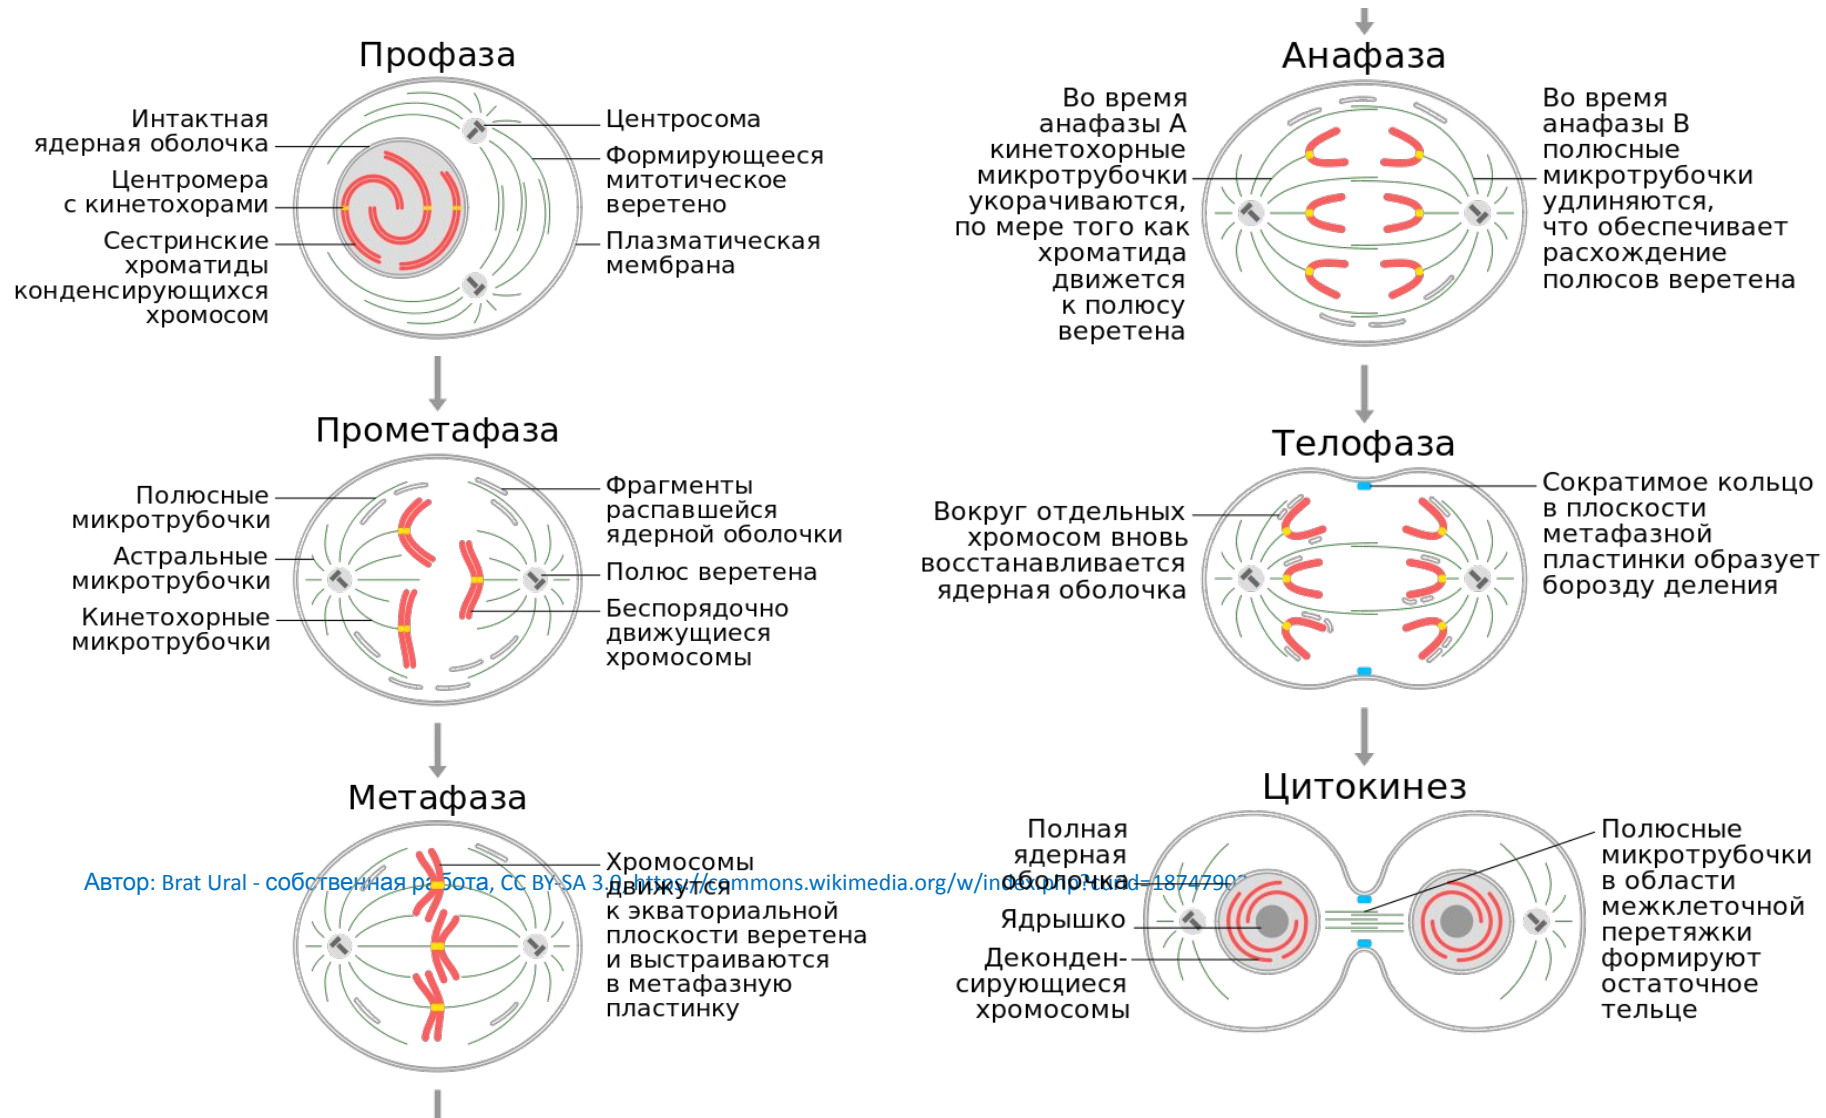 Профаза
Интактная
ядерная оболочка
Центромера
с кинетохорами
Сестринские
хроматиды
конденсирующихся
хромосом
Центросома
Формирующееся
митотическое
веретено
Плазматическая
мембрана
Прометафаза
Полюсные
микротрубочки
Астральные
микротрубочки
Кинетохорные
микротрубочки
Фрагменты
распавшейся
ядерной оболочки
Полюс веретена
Беспорядочно
движущиеся
хромосомы
Метафаза
Хромосомы
движутся
к экваториальной
плоскости веретена
и выстраиваются
в метафазную
пластинку
Автор: Brat Ural - собственная работа, CC BY-SA 3.0, https://commons.wikimedia.org/w/index.php?curid=18747902
Анафаза
Во время
анафазы А
кинетохорные
микротрубочки
укорачиваются,
по мере того как
хроматида
движется
к полюсу
веретена
Во время
анафазы В
полюсные
микротрубочки
удлиняются,
что обеспечивает
расхождение
полюсов веретена
Телофаза
Вокруг отдельных
хромосом вновь
восстанавливается
ядерная оболочка
Сократимое кольцо
в плоскости
метафазной
пластинки образует
борозду деления
Цитокинез
Полная
ядерная
оболочка
Ядрышко
Деконден-
сирующиеся
хромосомы
Полюсные
микротрубочки
в области
межклеточной
перетяжки
формируют
остаточное
тельце